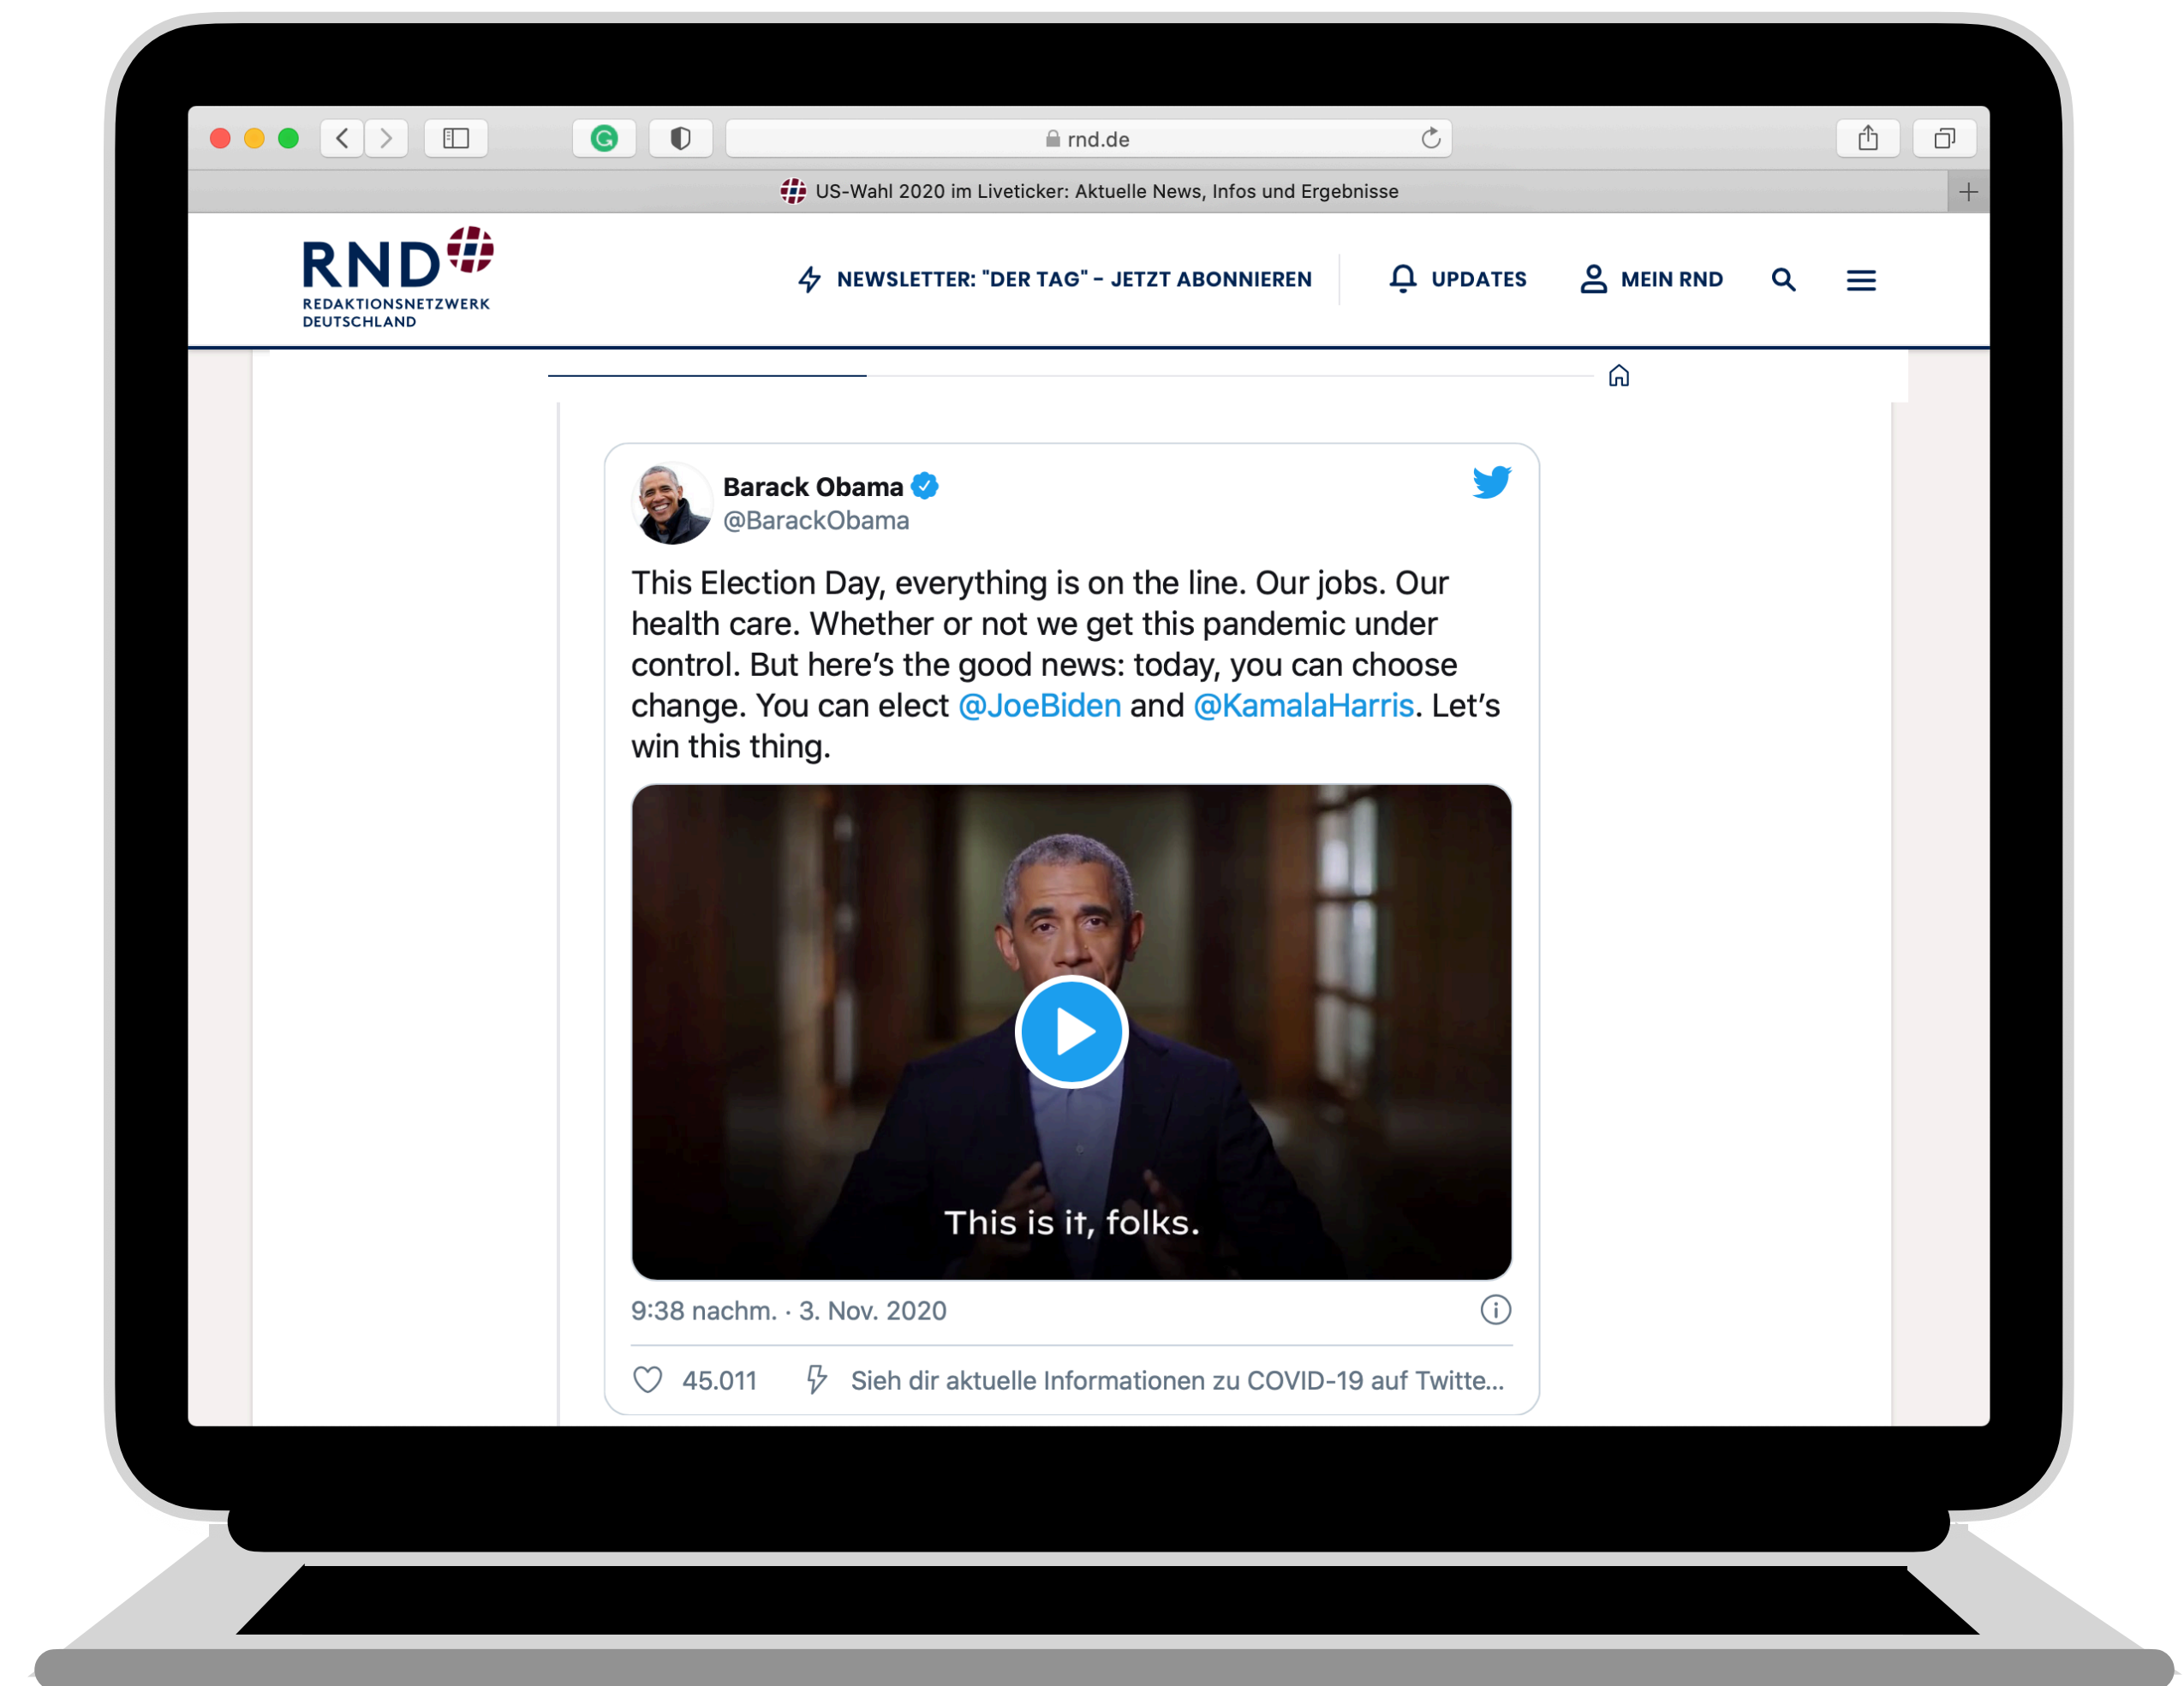 rnd.de
US-Wahl 2020 im Liveticker: Aktuelle News, Infos und Ergebnisse
RND
REDAKTIONSNETZWERK
DEUTSCHLAND
NEWSLETTER: "DER TAG" – JETZT ABONNIEREN
UPDATES
MEIN RND
Barack Obama
@BarackObama
This Election Day, everything is on the line. Our jobs. Our
health care. Whether or not we get this pandemic under
control. But here’s the good news: today, you can choose
change. You can elect @JoeBiden and @KamalaHarris. Let’s
win this thing.
This is it, folks.
9:38 nachm. · 3. Nov. 2020
45.011
Sieh dir aktuelle Informationen zu COVID-19 auf Twitte...